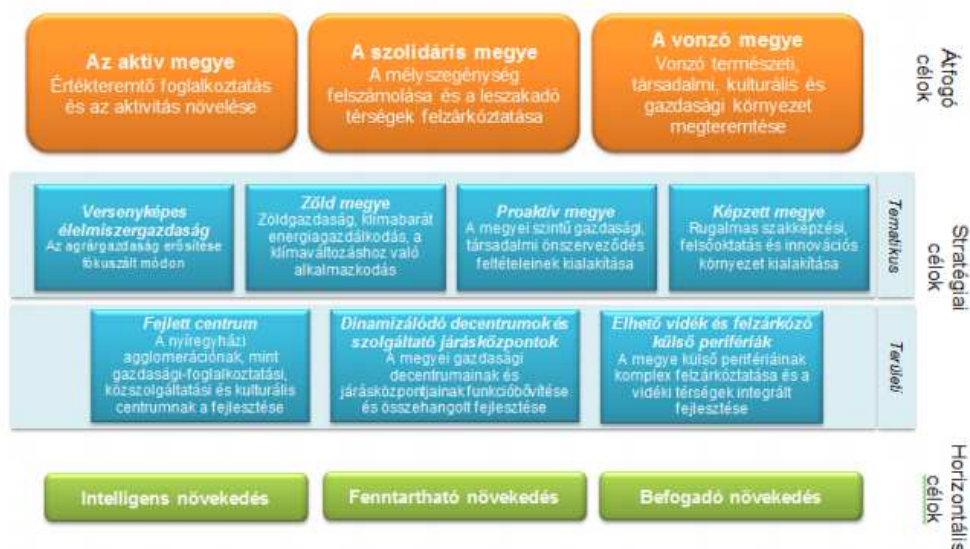 Az aktív megye
Értékteremtő foglalkoztatás
és az aktivitás növelése
A szolidáris megye
A mélyszegénység
felszámolása és a leszakadó
térségek felzárkóztatása
A vonzó megye
Vonzó természeti,
társadalmi, kulturális és
gazdasági környezet
megteremtése
Átfogó
célok
Versenyképes
élelmiszergazdaság
Az agrárgazdaság erősítése
fókuszált módon
Zöld megye
Zöldgazdaság, klímabarát
energiagazdálkodás, a
klímaváltozáshoz való
alkalmazkodás
Proaktív megye
A megyei szintű gazdasági,
társadalmi önszerveződés
feltételeinek kialakítása
Képzett megye
Rugalmas szakképzési,
felsőoktatás és innovációs
környezet kialakítása
Tematikus
Stratégiai
célok
Fejlett centrum
A nyíregyházi
agglomerációnak, mint
gazdasági-foglalkoztatási,
közszolgáltatási és kulturális
centrumnak a fejlesztése
Dinamizálódó decentrumok és
szolgáltató járásközpontok
A megyei gazdasági
decentrumainak és
járásközpontjainak funkcióbővítése
és összehangolt fejlesztése
Elhető vidék és felzárkózó
külső perifériák
A megye külső perifériáinak
komplex felzárkóztatása és a
vidéki térségek integrált
fejlesztése
Területi
Intelligens növekedés
Fenntartható növekedés
Befogadó növekedés
Horizontális
célok